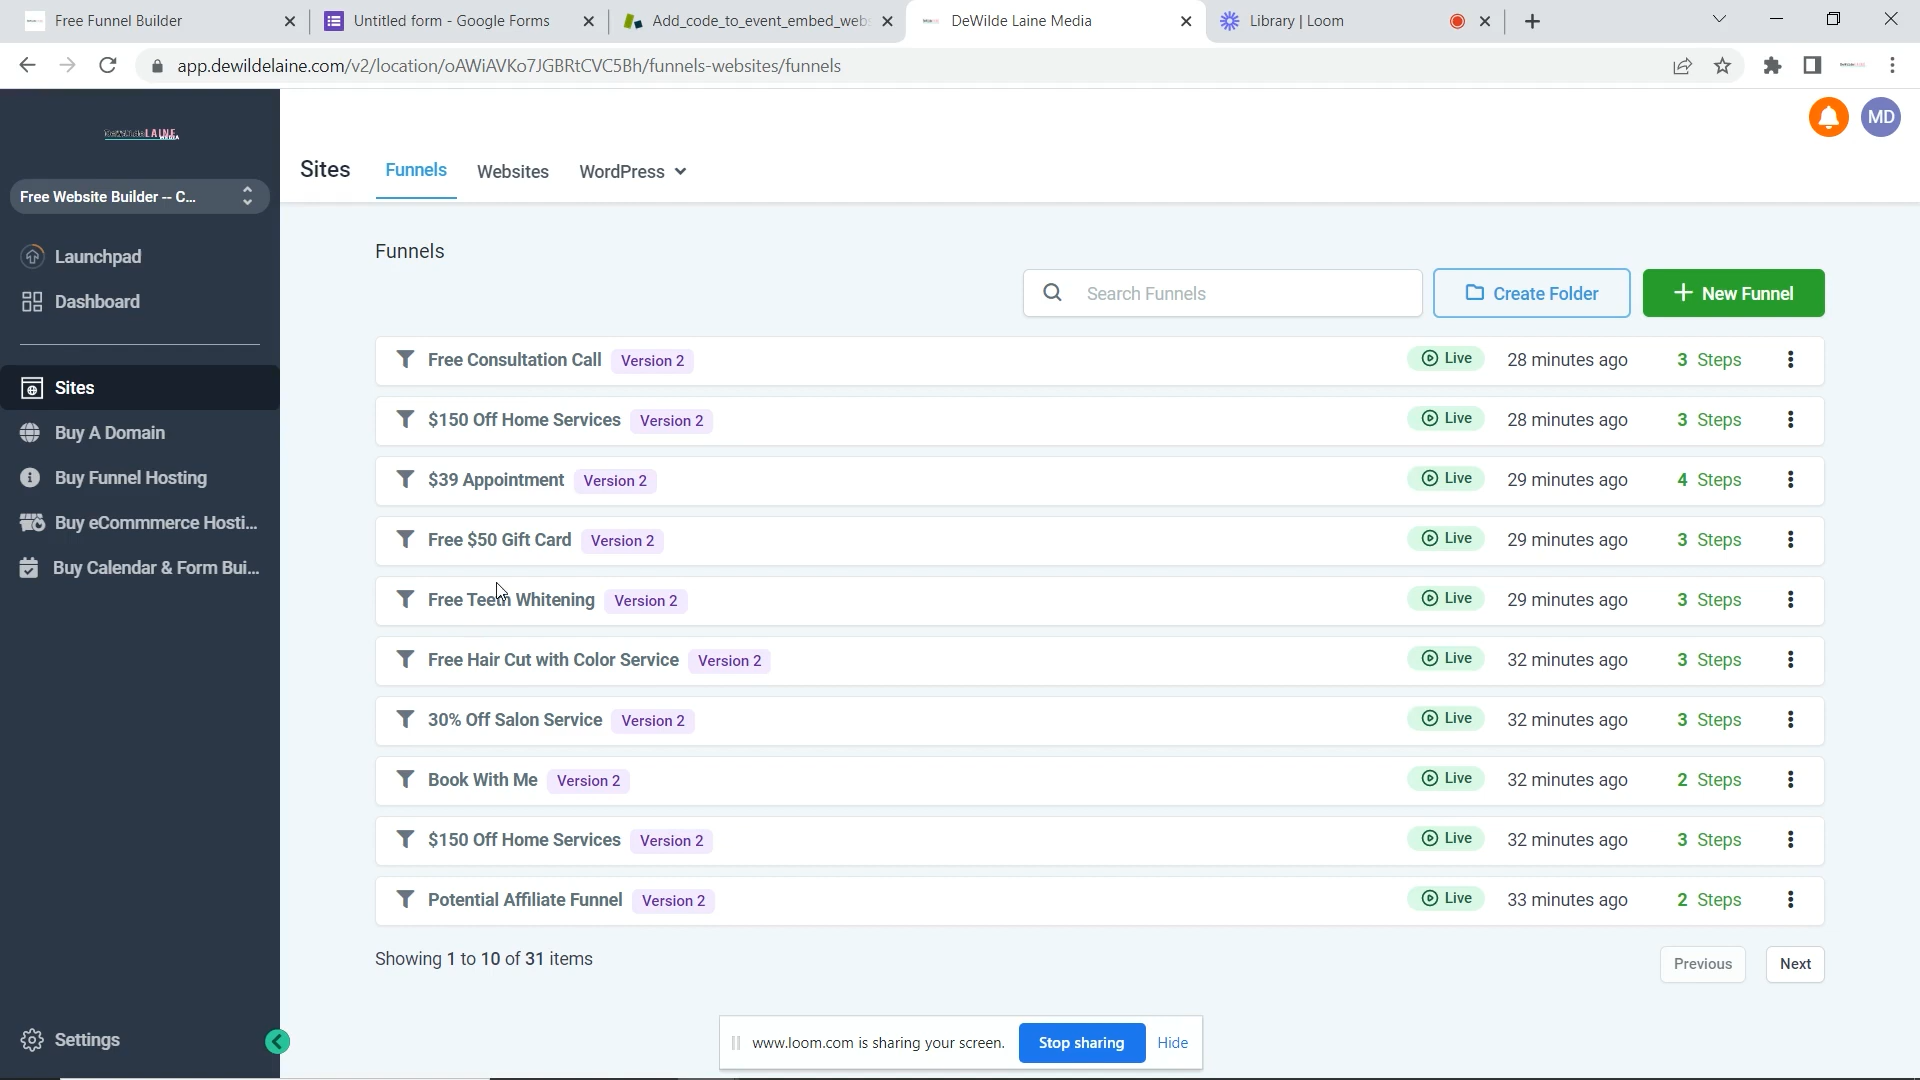 Free Funnel Builder
Untitled form - Google Forms
Add_code_to_event_embed_web
DeWilde Laine Media
Library | Loom
app.dewildelaine.com/v2/location/oAWiAVKo7JGBRtCVC5Bh/funnels-websites/funnels
LAINE
MEDIA
MD
Free Website Builder -- C...
Launchpad
Dashboard
Sites
Buy A Domain
Buy Funnel Hosting
Buy eCommmerce Hosti...
Buy Calendar & Form Bui...
Settings
Sites Funnels Websites WordPress
Funnels
Search Funnels Create Folder + New Funnel
Free Consultation Call Version 2 Live 28 minutes ago 3 Steps
$150 Off Home Services Version 2 Live 28 minutes ago 3 Steps
$39 Appointment Version 2 Live 29 minutes ago 4 Steps
Free $50 Gift Card Version 2 Live 29 minutes ago 3 Steps
Free Teeth Whitening Version 2 Live 29 minutes ago 3 Steps
Free Hair Cut with Color Service Version 2 Live 32 minutes ago 3 Steps
30% Off Salon Service Version 2 Live 32 minutes ago 3 Steps
Book With Me Version 2 Live 32 minutes ago 2 Steps
$150 Off Home Services Version 2 Live 32 minutes ago 3 Steps
Potential Affiliate Funnel Version 2 Live 33 minutes ago 2 Steps
Showing 1 to 10 of 31 items
Previous Next
www.loom.com is sharing your screen. Stop sharing Hide